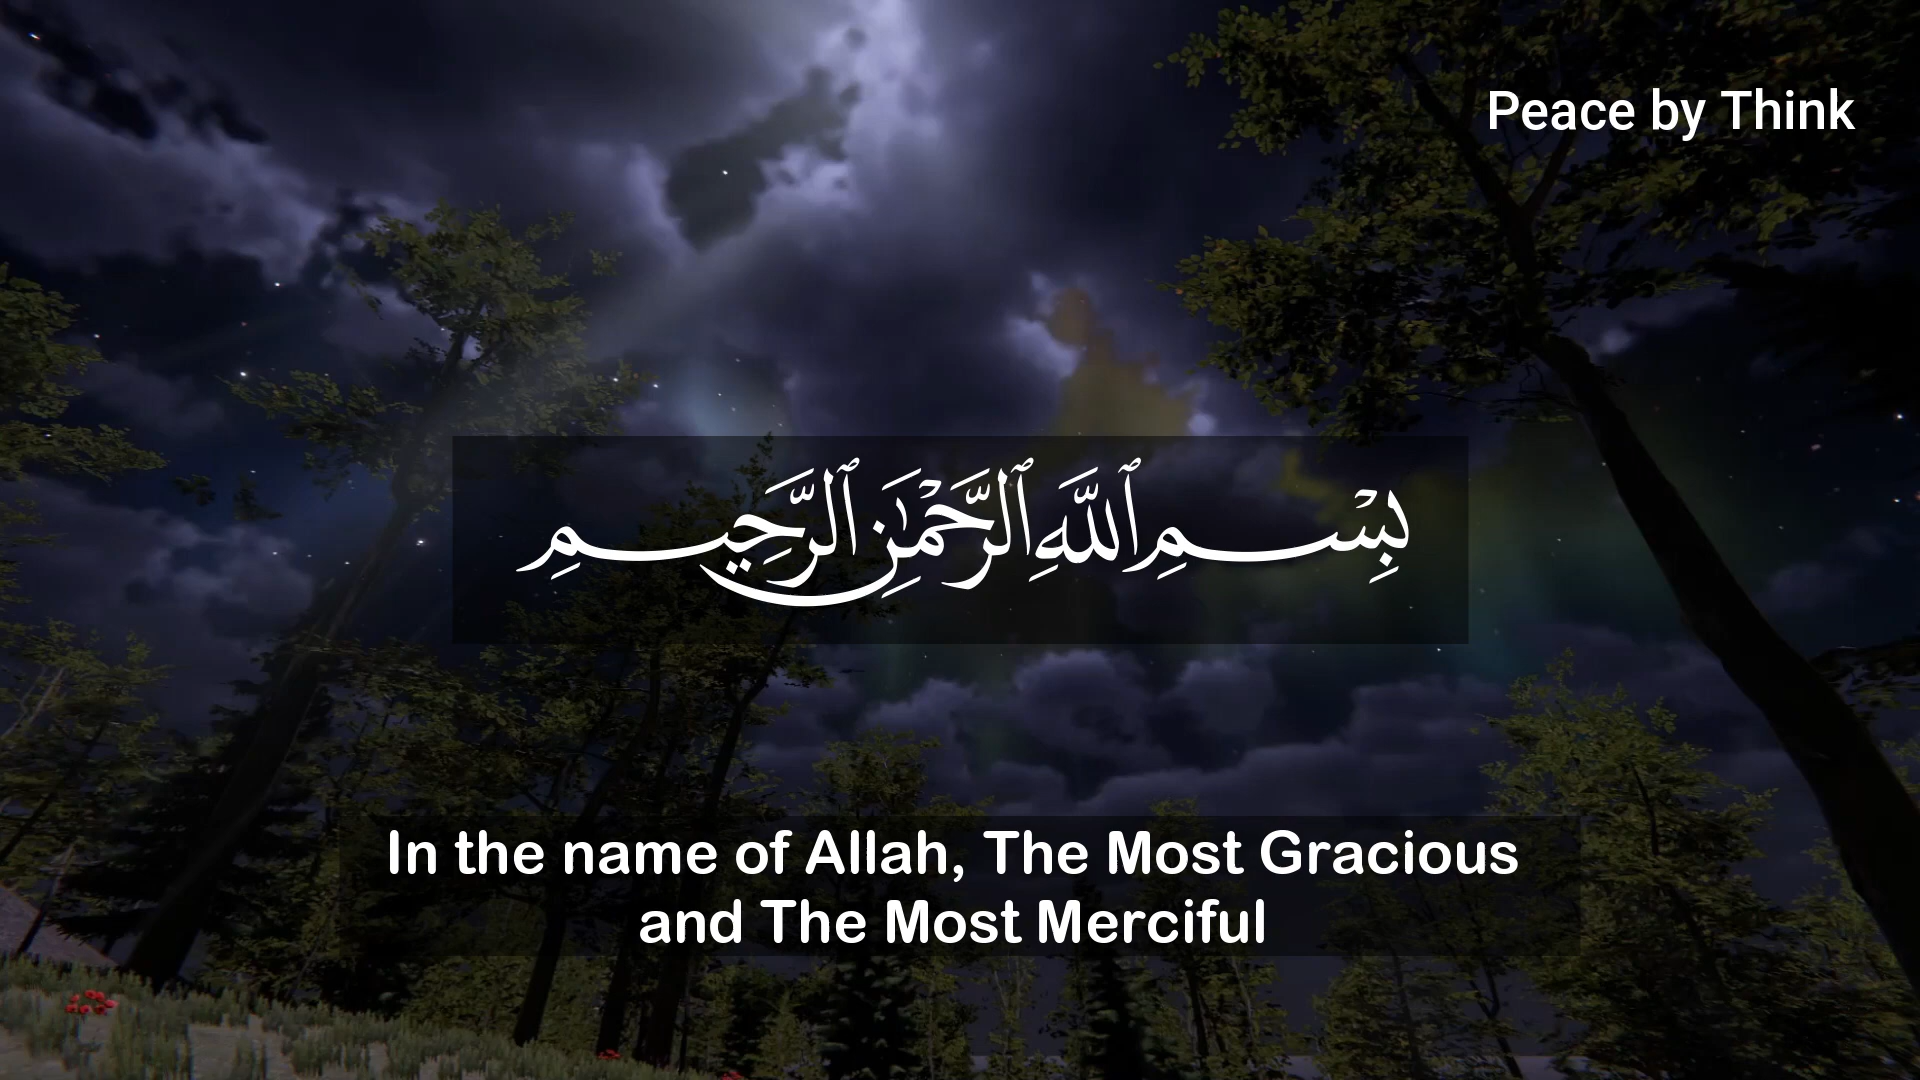 Peace by Think
بِسْمِ ٱللَّهِ ٱلرَّحْمَٰنِ ٱلرَّحِيمِ
In the name of Allah, The Most Gracious
and The Most Merciful